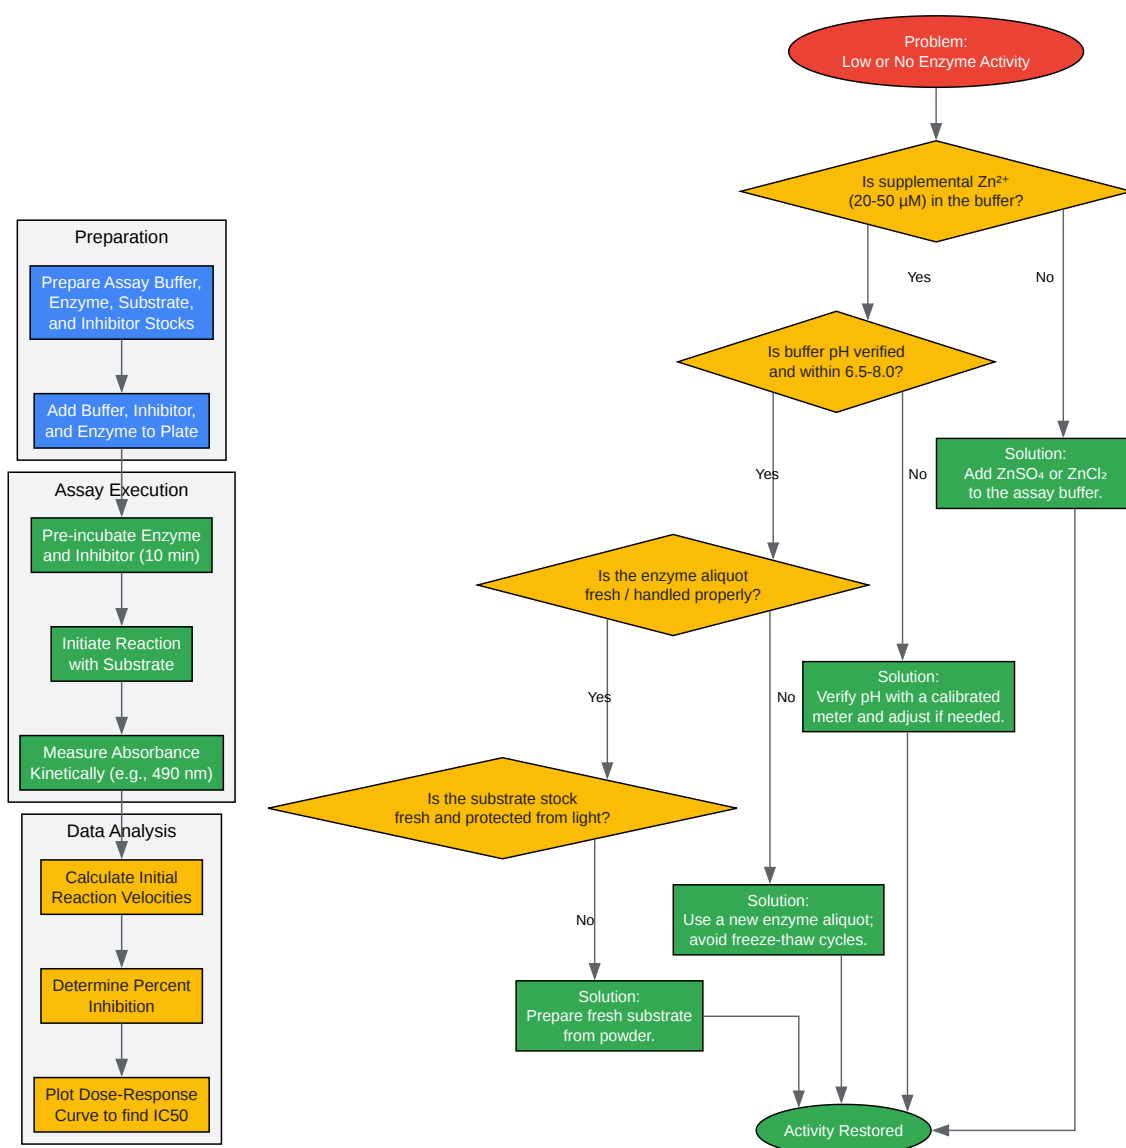 Preparation
Prepare Assay Buffer,
Enzyme, Substrate,
and Inhibitor Stocks
Add Buffer, Inhibitor,
and Enzyme to Plate
Assay Execution
Pre-incubate Enzyme
and Inhibitor (10 min)
Initiate Reaction
with Substrate
Measure Absorbance
Kinetically (e.g., 490 nm)
Data Analysis
Calculate Initial
Reaction Velocities
Determine Percent
Inhibition
Plot Dose-Response
Curve to find IC50
Problem:
Low or No Enzyme Activity
Is supplemental Zn²⁺
(20-50 µM) in the buffer?
Yes
No
Is buffer pH verified
and within 6.5-8.0?
Yes
No
Solution:
Add ZnSO₄ or ZnCl₂
to the assay buffer.
Is the enzyme aliquot
fresh / handled properly?
Yes
No
Solution:
Verify pH with a calibrated
meter and adjust if needed.
Is the substrate stock
fresh and protected from light?
No
Solution:
Use a new enzyme aliquot;
avoid freeze-thaw cycles.
Solution:
Prepare fresh substrate
from powder.
Activity Restored